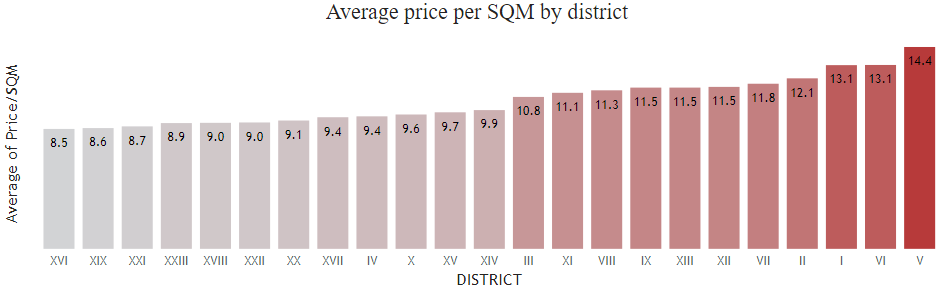 Average price per SQM by district
Average of Price/SQM
8.5 8.6 8.7 8.9 9.0 9.0 9.1 9.4 9.4 9.6 9.7 9.9 10.8 11.1 11.3 11.5 11.5 11.5 11.8 12.1 13.1 13.1 14.4
XVI XIX XXI XXIII XVIII XXII XX XVII IV X XV XIV III XI VIII IX XIII XII VII II I VI V
DISTRICT